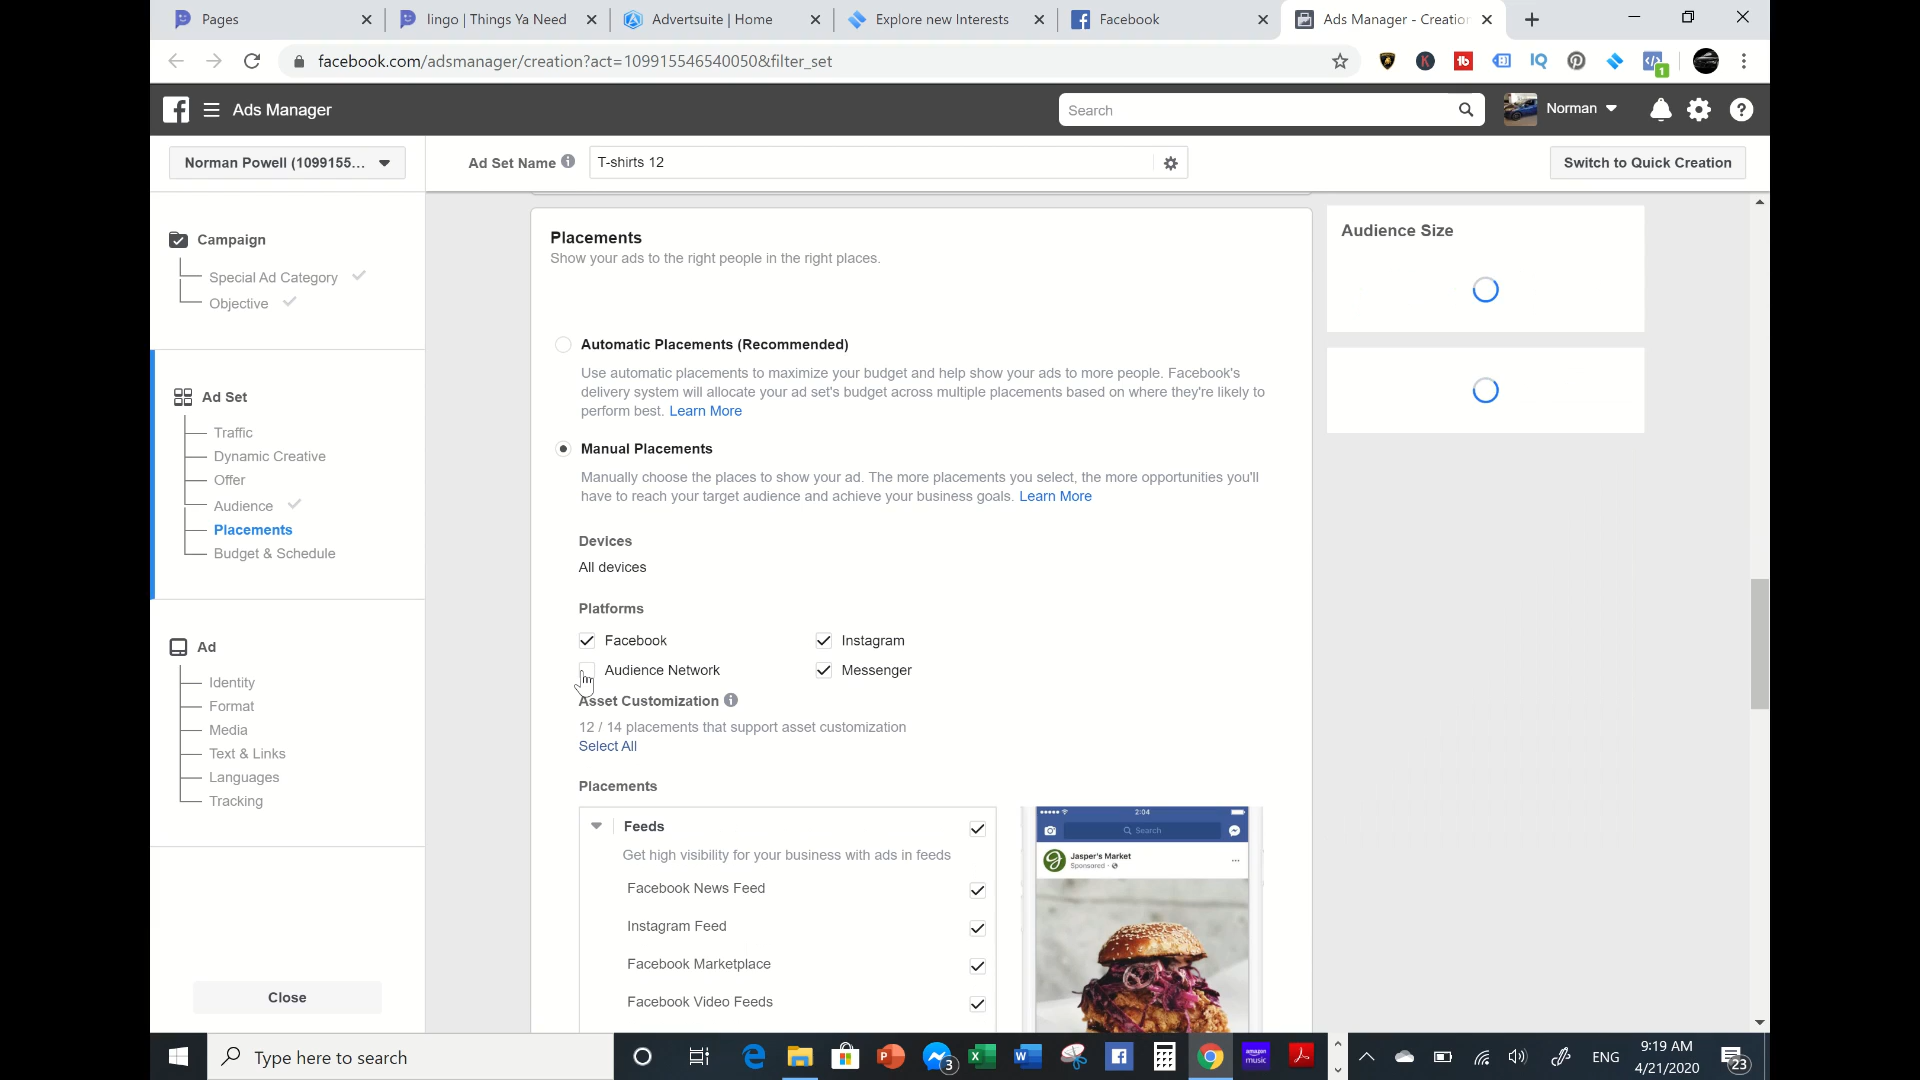 Pages
lingo | Things Ya Need
Advertsuite | Home
Explore new Interests
Facebook
Ads Manager - Creation
facebook.com/adsmanager/creation?act=109915546540050&filter_set
1
Ads Manager
Search
Norman
Norman Powell (1099155...
Ad Set Name
T-shirts 12
Switch to Quick Creation
Campaign
Special Ad Category
Objective
Ad Set
Traffic
Dynamic Creative
Offer
Audience
Placements
Budget & Schedule
Ad
Identity
Format
Media
Text & Links
Languages
Tracking
Close
Placements
Show your ads to the right people in the right places.
Automatic Placements (Recommended)
Use automatic placements to maximize your budget and help show your ads to more people. Facebook's
delivery system will allocate your ad set's budget across multiple placements based on where they're likely to
perform best. Learn More
Manual Placements
Manually choose the places to show your ad. The more placements you select, the more opportunities you'll
have to reach your target audience and achieve your business goals. Learn More
Devices
All devices
Platforms
Facebook
Instagram
Audience Network
Messenger
Asset Customization
12 / 14 placements that support asset customization
Select All
Placements
Feeds
Get high visibility for your business with ads in feeds
Facebook News Feed
Instagram Feed
Facebook Marketplace
Facebook Video Feeds
2:04
Search
Jasper's Market
Sponsored
Audience Size
Type here to search
3
amazon music
ENG
9:19 AM
4/21/2020
23